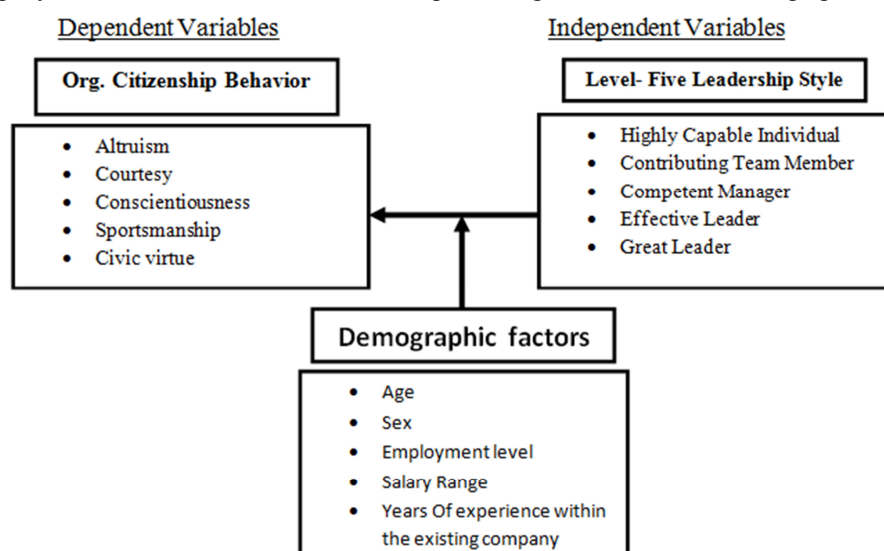 Dependent Variables
Independent Variables
Org. Citizenship Behavior
Level- Five Leadership Style
• Altruism
• Courtesy
• Conscientiousness
• Sportsmanship
• Civic virtue
• Highly Capable Individual
• Contributing Team Member
• Competent Manager
• Effective Leader
• Great Leader
Demographic factors
• Age
• Sex
• Employment level
• Salary Range
• Years Of experience within
the existing company